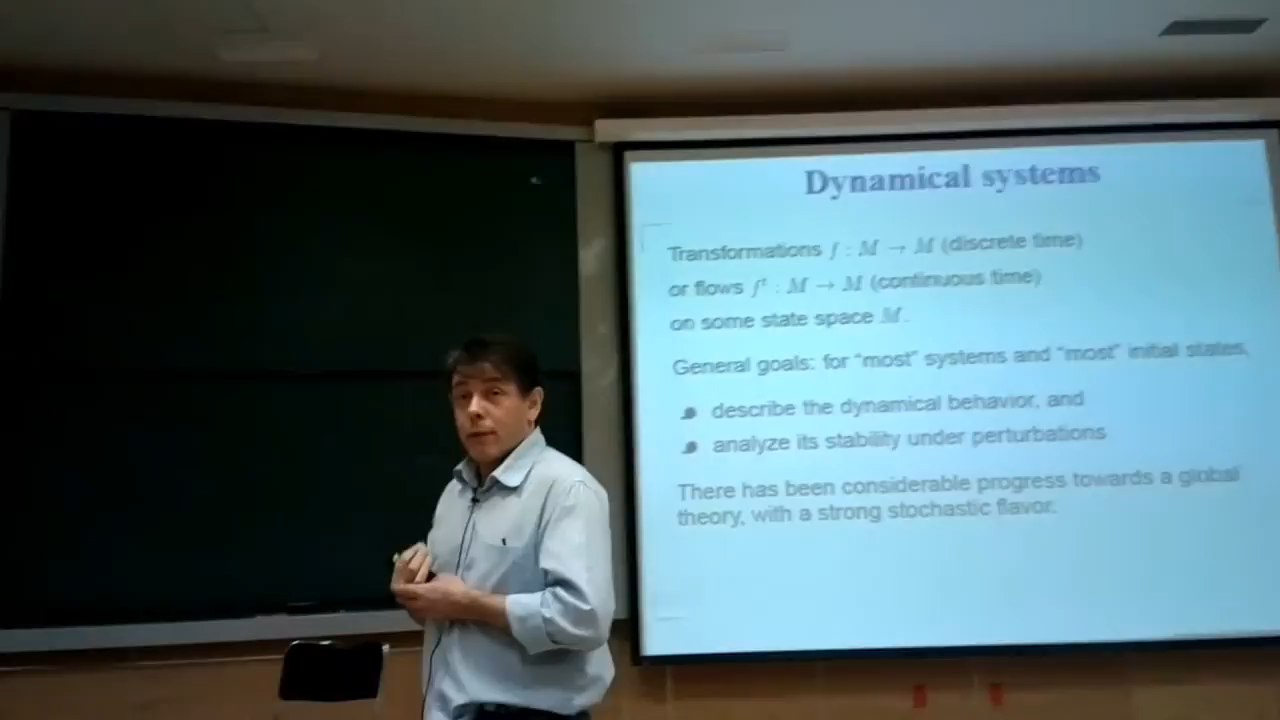 Dynamical systems
Transformations f : M → M (discrete time)
or flows fᵗ : M → M (continuous time)
on some state space M.
General goals: for “most” systems and “most” initial states,
describe the dynamical behavior, and
analyze its stability under perturbations
There has been considerable progress towards a global
theory, with a strong stochastic flavor.